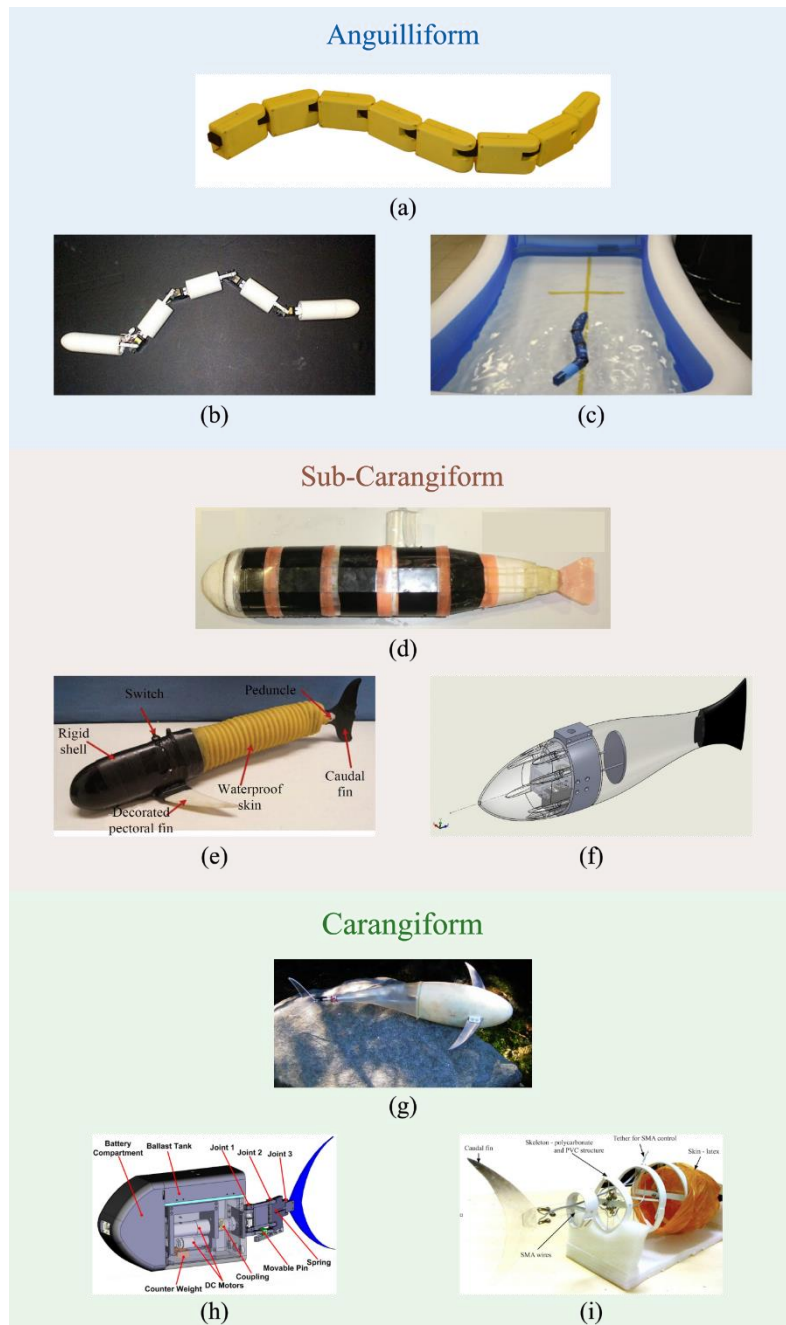 Anguilliform
(a)
(b)
(c)
Sub-Carangiform
(d)
Switch
Peduncle
Rigid
shell
Waterproof
skin
Caudal
fin
Decorated
pectoral fin
(e)
(f)
Carangiform
(g)
Battery
Compartment
Ballast Tank
Joint 1
Joint 2
Joint 3
Spring
Movable Pin
Coupling
DC Motors
Counter Weight
(h)
Caudal fin
Skeleton - polycarbonate
and PVC structure
Tether for SMA control
Skin - latex
SMA wires
(i)